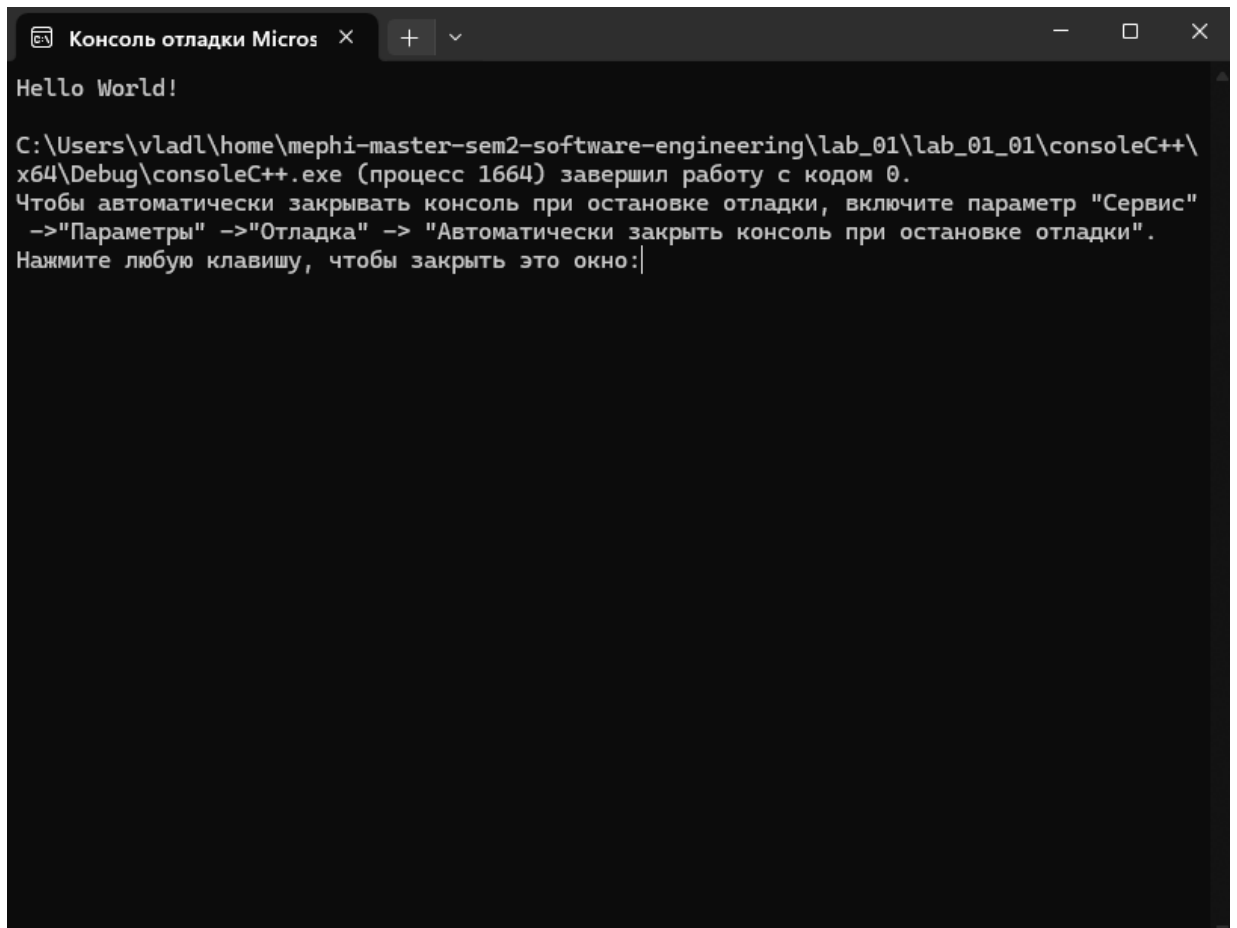 Консоль отладки Micros
Hello World!
C:\Users\vladl\home\mephi-master-sem2-software-engineering\lab_01\lab_01_01\consoleC++\
x64\Debug\consoleC++.exe (процесс 1664) завершил работу с кодом 0.
Чтобы автоматически закрывать консоль при остановке отладки, включите параметр "Сервис"
 ->"Параметры" ->"Отладка" -> "Автоматически закрыть консоль при остановке отладки".
Нажмите любую клавишу, чтобы закрыть это окно: